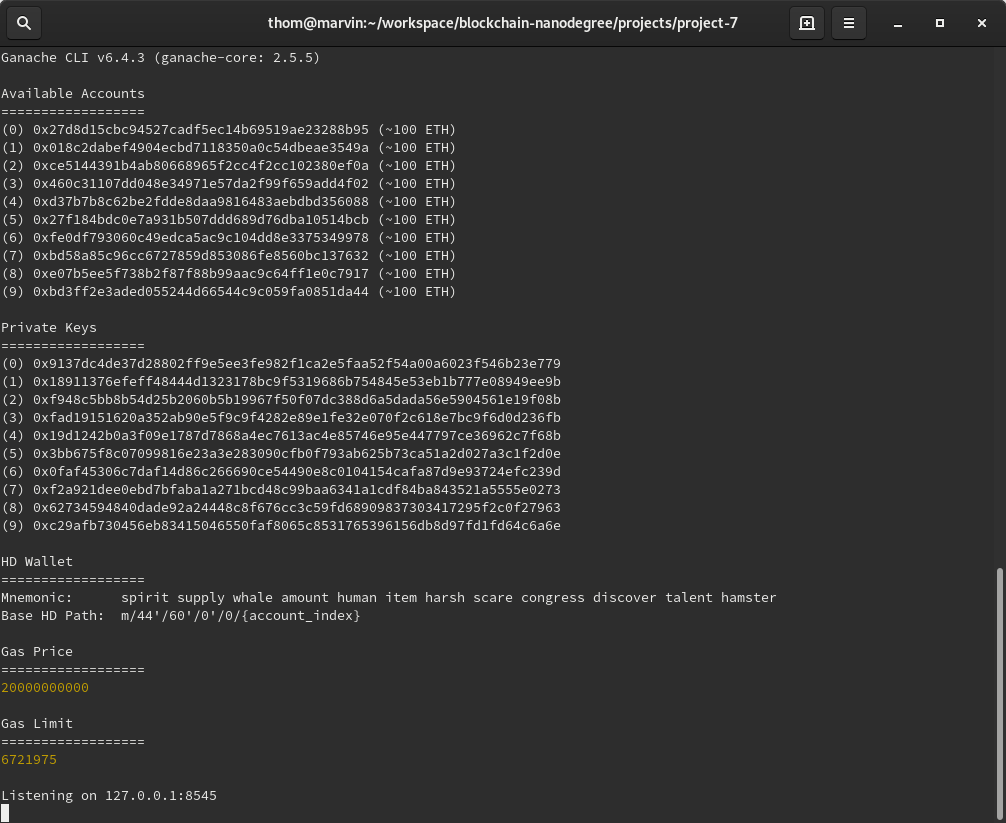 thom@marvin:~/workspace/blockchain-nanodegree/projects/project-7
Ganache CLI v6.4.3 (ganache-core: 2.5.5)
Available Accounts
==================
(0) 0x27d8d15cbc94527cadf5ec14b69519ae23288b95 (~100 ETH)
(1) 0x018c2dabef4904ecbd7118350a0c54dbeae3549a (~100 ETH)
(2) 0xce5144391b4ab80668965f2cc4f2cc102380ef0a (~100 ETH)
(3) 0x460c31107dd048e34971e57da2f99f659add4f02 (~100 ETH)
(4) 0xd37b7b8c62be2fdde8daa9816483aebdbd356088 (~100 ETH)
(5) 0x27f184bdc0e7a931b507ddd689d76dba10514bcb (~100 ETH)
(6) 0xfe0df793060c49edca5ac9c104dd8e3375349978 (~100 ETH)
(7) 0xbd58a85c96cc6727859d853086fe8560bc137632 (~100 ETH)
(8) 0xe07b5ee5f738b2f87f88b99aac9c64ff1e0c7917 (~100 ETH)
(9) 0xbd3ff2e3aded055244d66544c9c059fa0851da44 (~100 ETH)
Private Keys
==================
(0) 0x9137dc4de37d28802ff9e5ee3fe982f1ca2e5faa52f54a00a6023f546b23e779
(1) 0x18911376efeff48444d1323178bc9f5319686b754845e53eb1b777e08949ee9b
(2) 0xf948c5bb8b54d25b2060b5b19967f50f07dc388d6a5dada56e5904561e19f08b
(3) 0xfad19151620a352ab90e5f9c9f4282e89e1fe32e070f2c618e7bc9f6d0d236fb
(4) 0x19d1242b0a3f09e1787d7868a4ec7613ac4e85746e95e447797ce36962c7f68b
(5) 0x3bb675f8c07099816e23a3e283090cfb0f793ab625b73ca51a2d027a3c1f2d0e
(6) 0x0faf45306c7daf14d86c266690ce54490e8c0104154cafa87d9e93724efc239d
(7) 0xf2a921dee0ebd7bfaba1a271bcd48c99baa6341a1cdf84ba843521a5555e0273
(8) 0x62734594840dade92a24448c8f676cc3c59fd68909837303417295f2c0f27963
(9) 0xc29afb730456eb83415046550faf8065c8531765396156db8d97fd1fd64c6a6e
HD Wallet
==================
Mnemonic:      spirit supply whale amount human item harsh scare congress discover talent hamster
Base HD Path:  m/44'/60'/0'/0/{account_index}
Gas Price
==================
20000000000
Gas Limit
==================
6721975
Listening on 127.0.0.1:8545